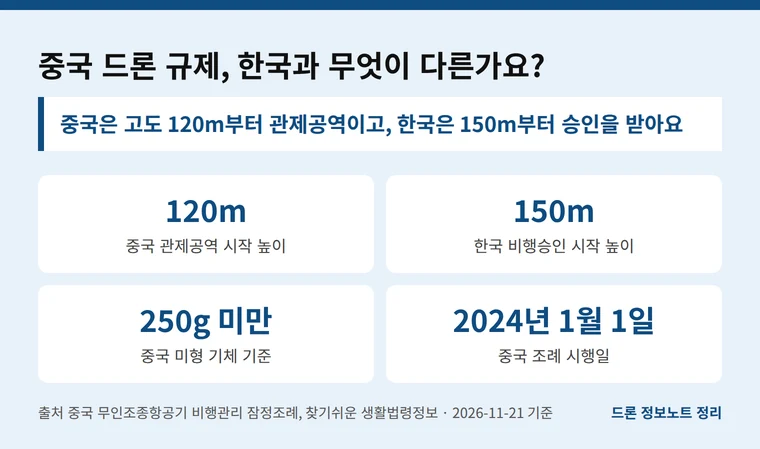 중국 드론 규제, 한국과 무엇이 다른가요?
중국은 고도 120m부터 관제공역이고, 한국은 150m부터 승인을 받아요
120m
중국 관제공역 시작 높이
150m
한국 비행승인 시작 높이
250g 미만
중국 미형 기체 기준
2024년 1월 1일
중국 조례 시행일
출처 중국 무인조종항공기 비행관리 잠정조례, 찾기쉬운 생활법령정보 · 2026-11-21 기준
드론 정보노트 정리